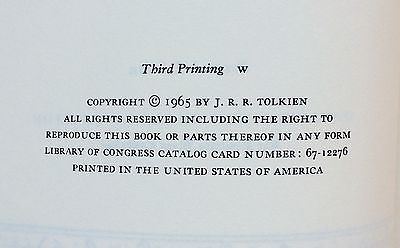 Third Printing W
COPYRIGHT © 1965 BY J. R. R. TOLKIEN
ALL RIGHTS RESERVED INCLUDING THE RIGHT TO
REPRODUCE THIS BOOK OR PARTS THEREOF IN ANY FORM
LIBRARY OF CONGRESS CATALOG CARD NUMBER: 67-12276
PRINTED IN THE UNITED STATES OF AMERICA